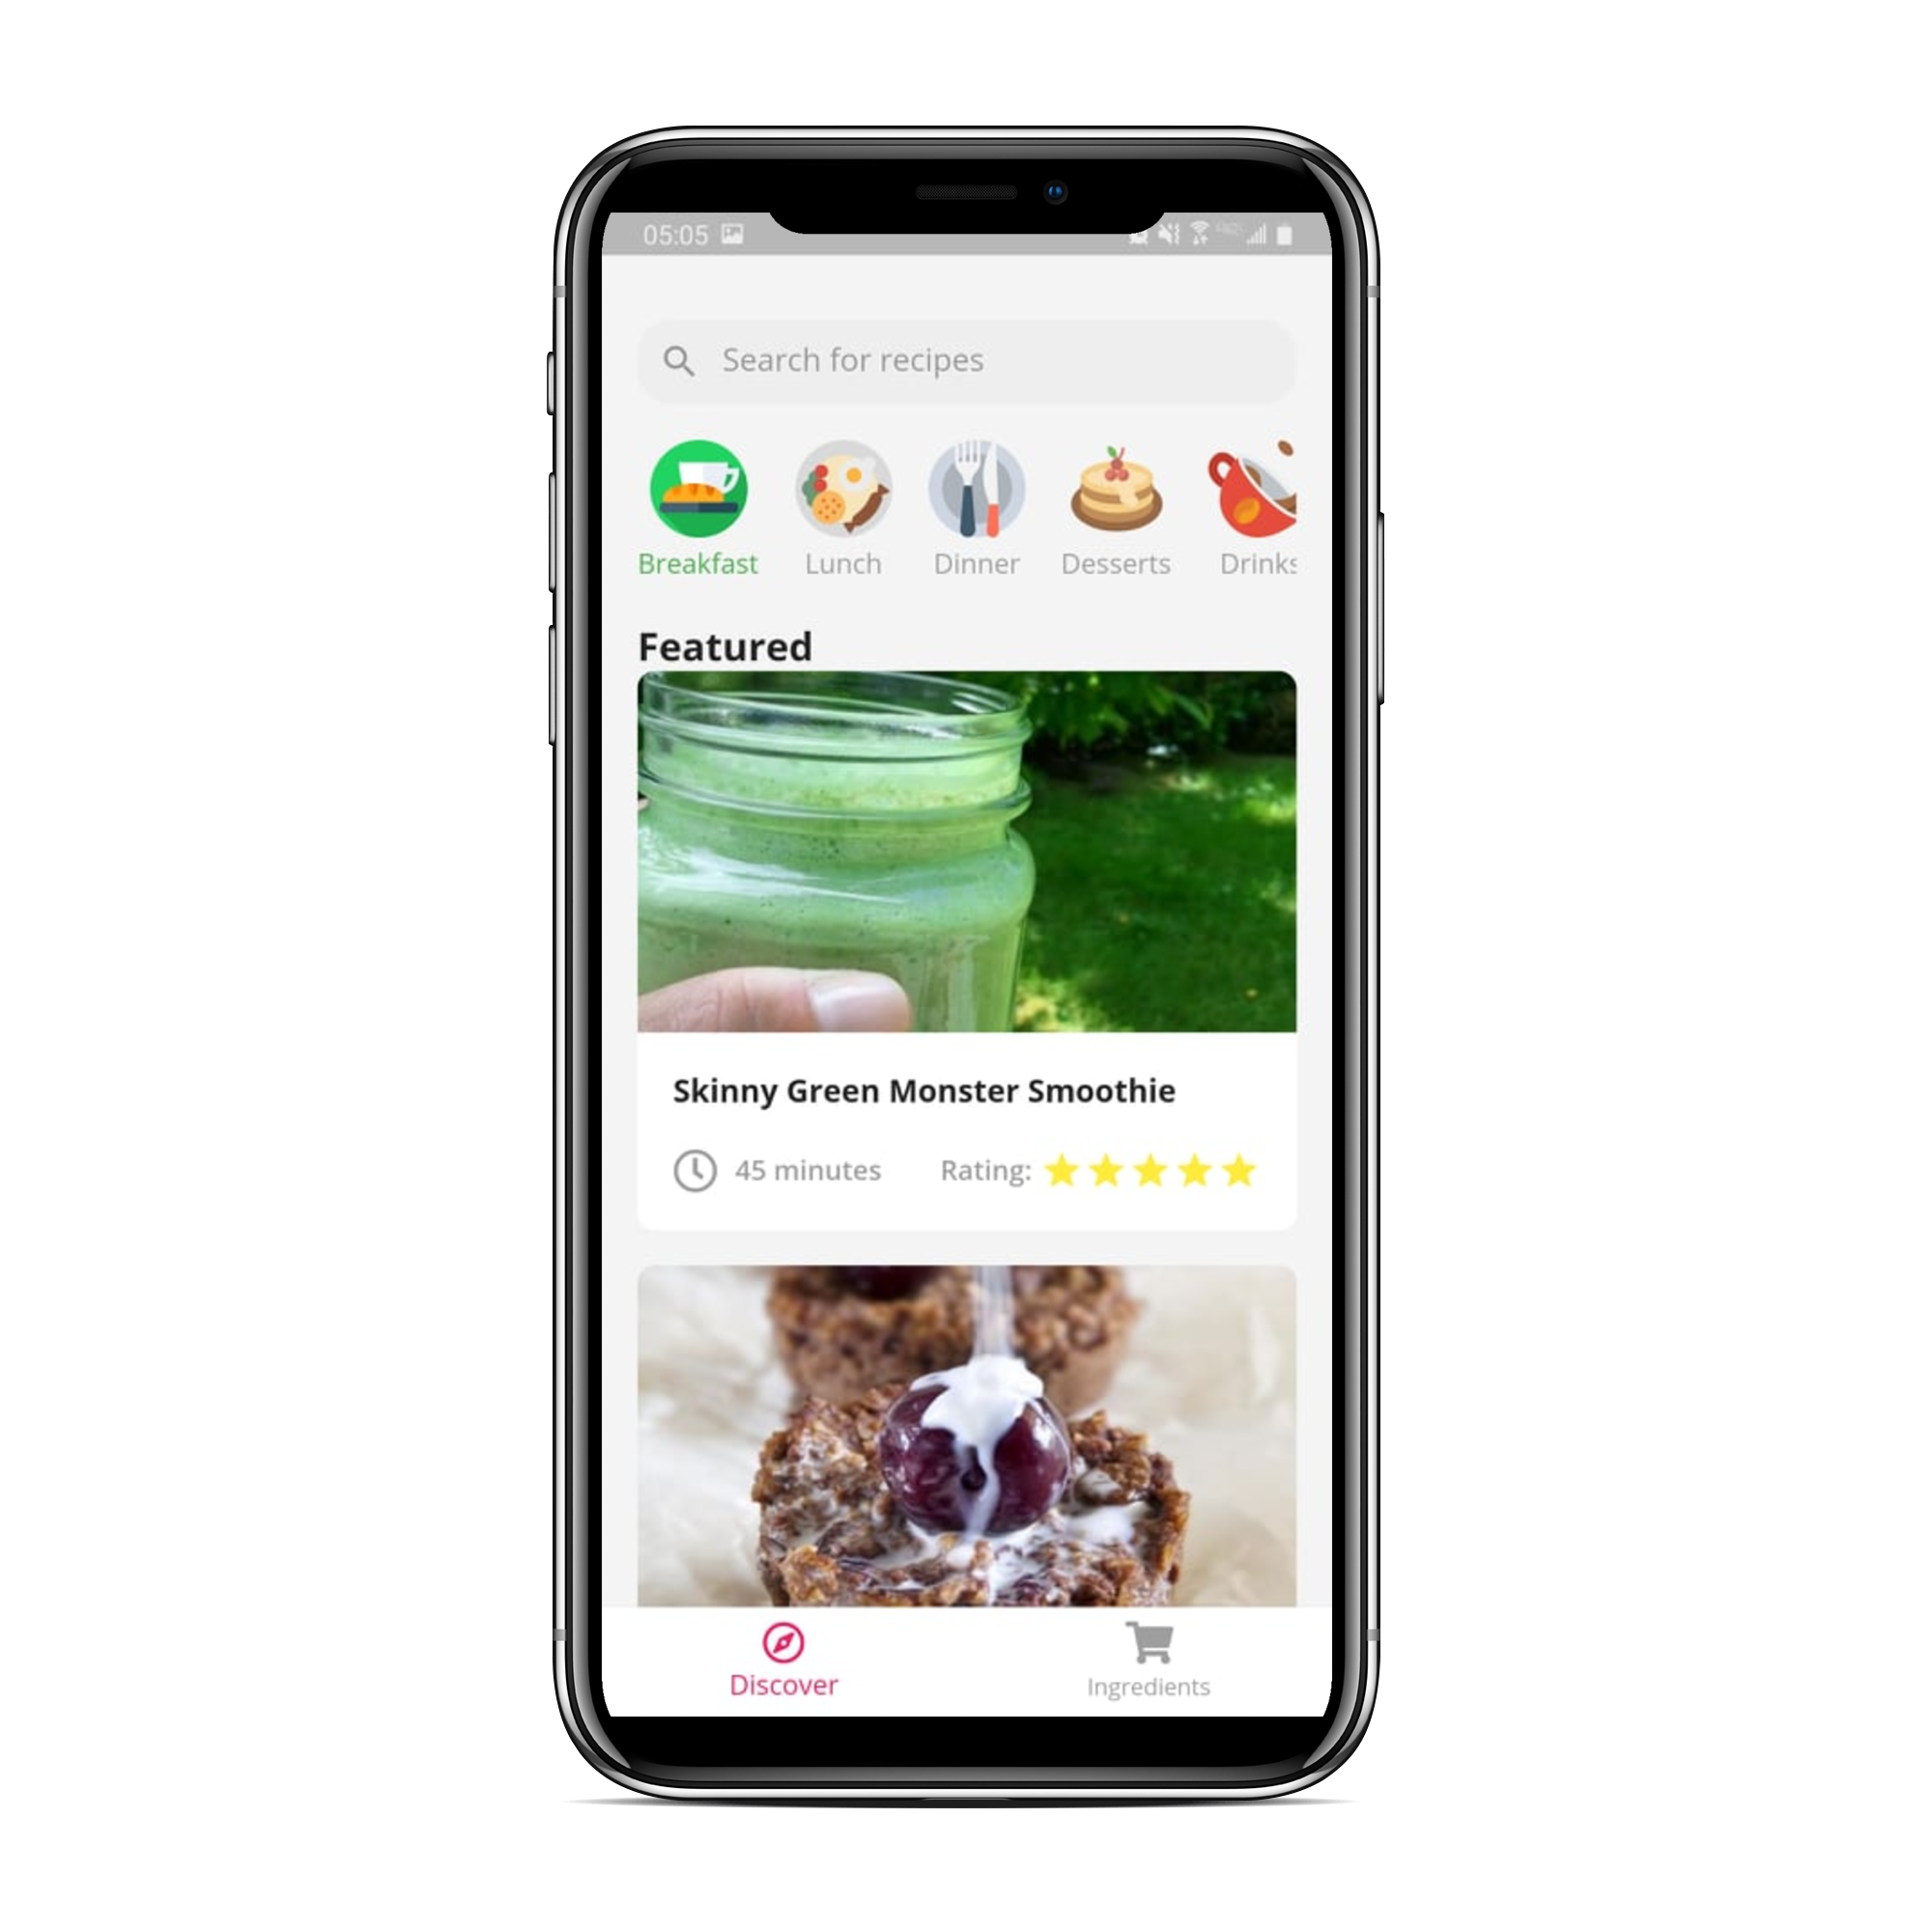 05:05
Search for recipes
Breakfast Lunch Dinner Desserts Drinks
Featured
Skinny Green Monster Smoothie
45 minutes Rating:
Discover Ingredients